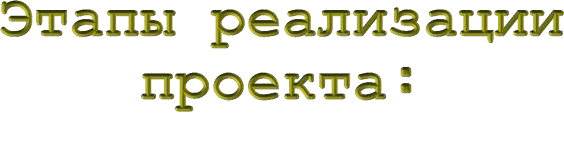 Этапы реализации
проекта: